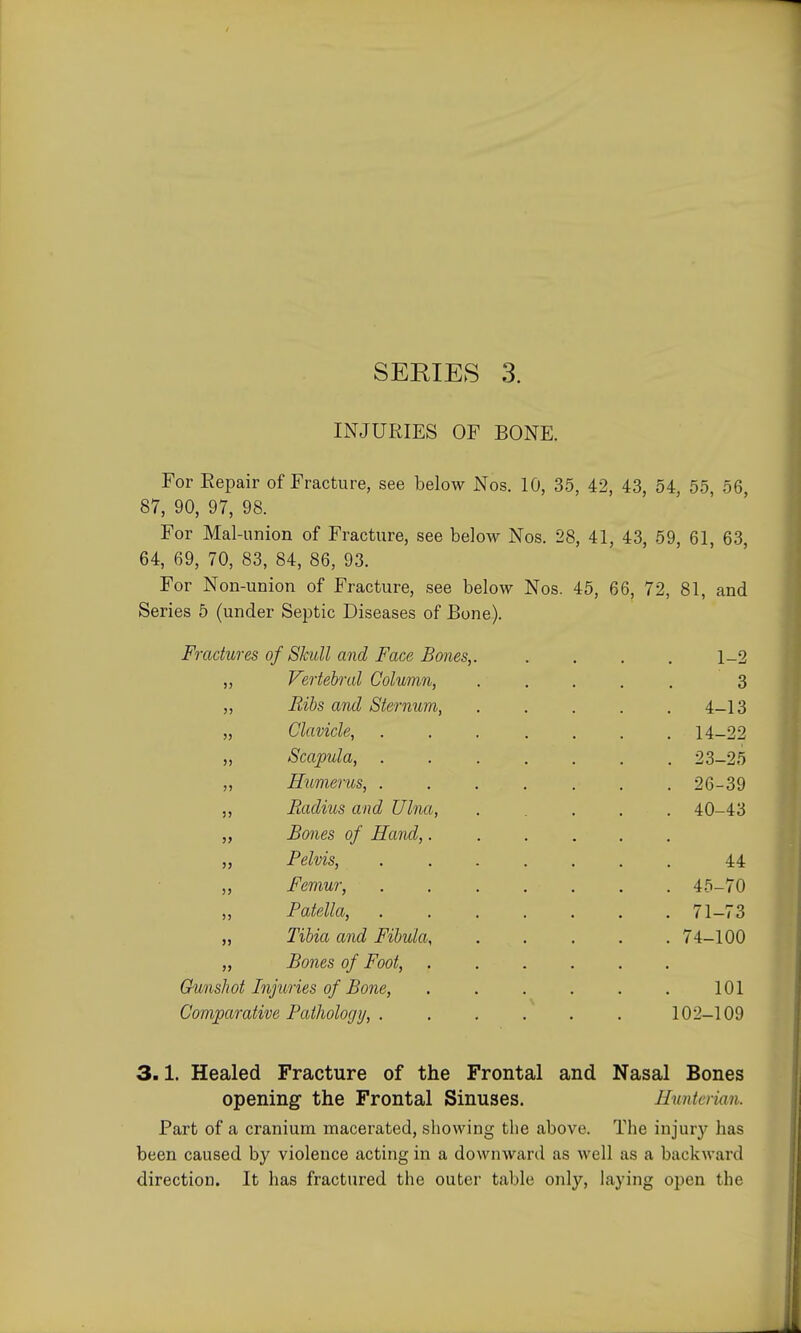 SERIES 3.
INJURIES OF BONE.
For Repair of Fracture, see below Nos. 10, 35, 42, 43, 54, 55, 56,
87, 90, 97, 98.
For Mal-union of Fracture, see below Nos. 28, 41, 43, 59, 61, 63,
64, 69, 70, 83, 84, 86, 93.
For Non-union of Fracture, see below Nos. 45, 66, 72, 81, and
Series 5 (under Septic Diseases of Bone).
Fractures of Skull and Face Bones,. . . . . 1-2
„ Vertebral Column, . . . . . 3
„ Ribs and Sternum, . . . . . 4-13
„ Clavicle, . . . . . . . 14-22
„ Scapula, . . . . . . . 23-25
„ Humerus, . . . . . . . 26-39
„ Radius and Ulna, . . . . . 40-43
„ Bones of Hand, . . . . . .
„ Pelvis, . . . . . . . 44
„ Femur, . . . . . . . 45-70
„ Patella, . . . . . . . 71-73
„ Tibia and Fibula, . . . . . 74-100
„ Bones of Foot, . . . . . .
Gunshot Injuries of Bone, . . . . . . 101
Comparative Pathology, . . . . . . 102-109
3. 1. Healed Fracture of the Frontal and Nasal Bones
opening the Frontal Sinuses. Hunterian.
Part of a cranium macerated, showing the above. The injury has
been caused by violence acting in a downward as well as a backward
direction. It has fractured the outer table only, laying open the